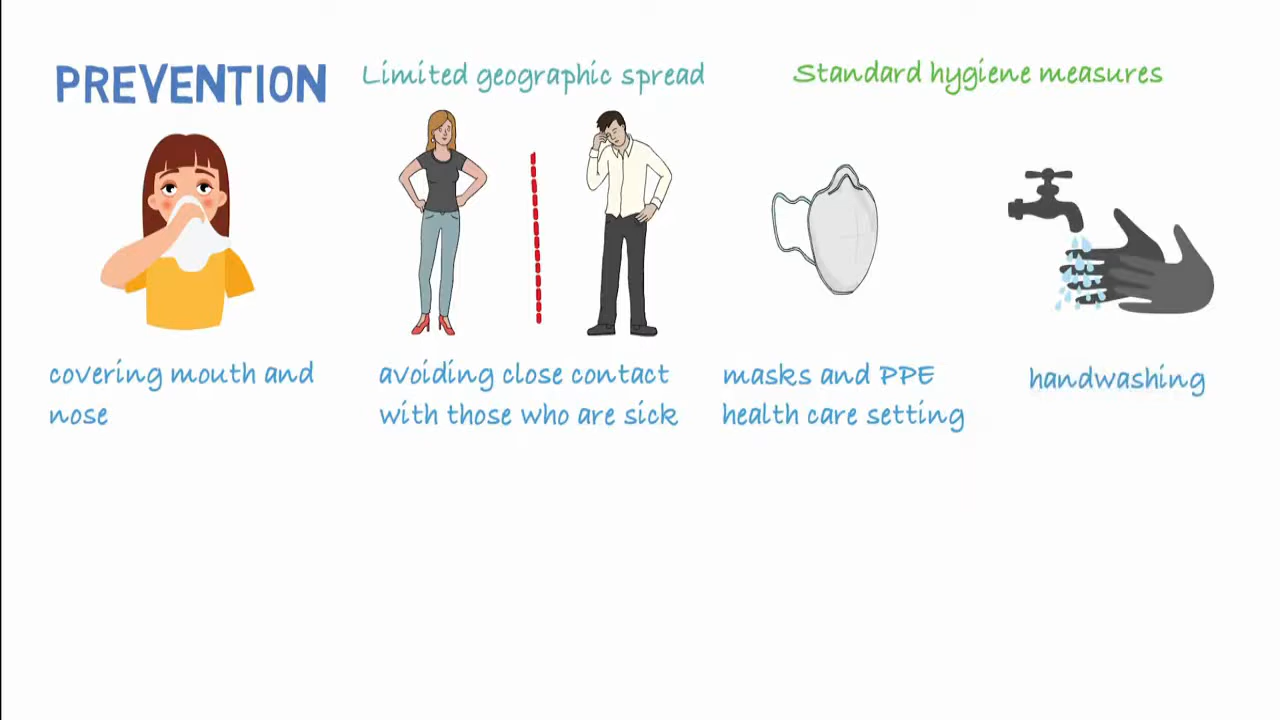 PREVENTION
Limited geographic spread
Standard hygiene measures
covering mouth and
nose
avoiding close contact
with those who are sick
masks and PPE
health care setting
handwashing